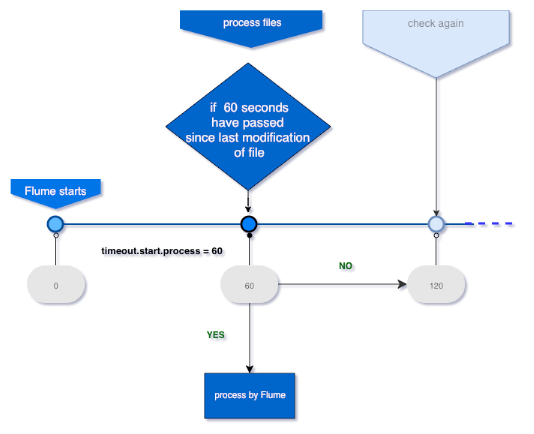 process files
check again
if 60 seconds
have passed
since last modification
of file
Flume starts
timeout.start.process = 60
0
60
NO
120
YES
process by Flume